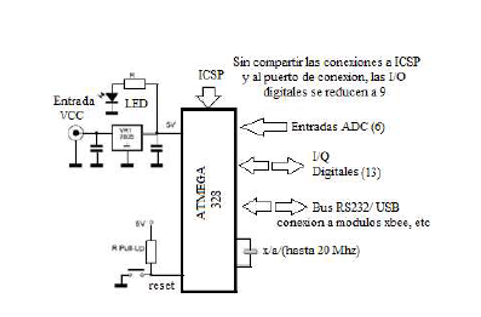 Sin compartir las conexiones a ICSP
y al puerto de conexion, las I/O
digitales se reducen a 9
ICSP
R
LED
Entrada
VCC
VR1
7805
5V
Entradas ADC (6)
I/Q
Digitales (13)
ATMEGA
328
Bus RS232/ USB
conexion a modulos xbee, etc
5V
R Pull-Up
reset
x/a/(hasta 20 Mhz)